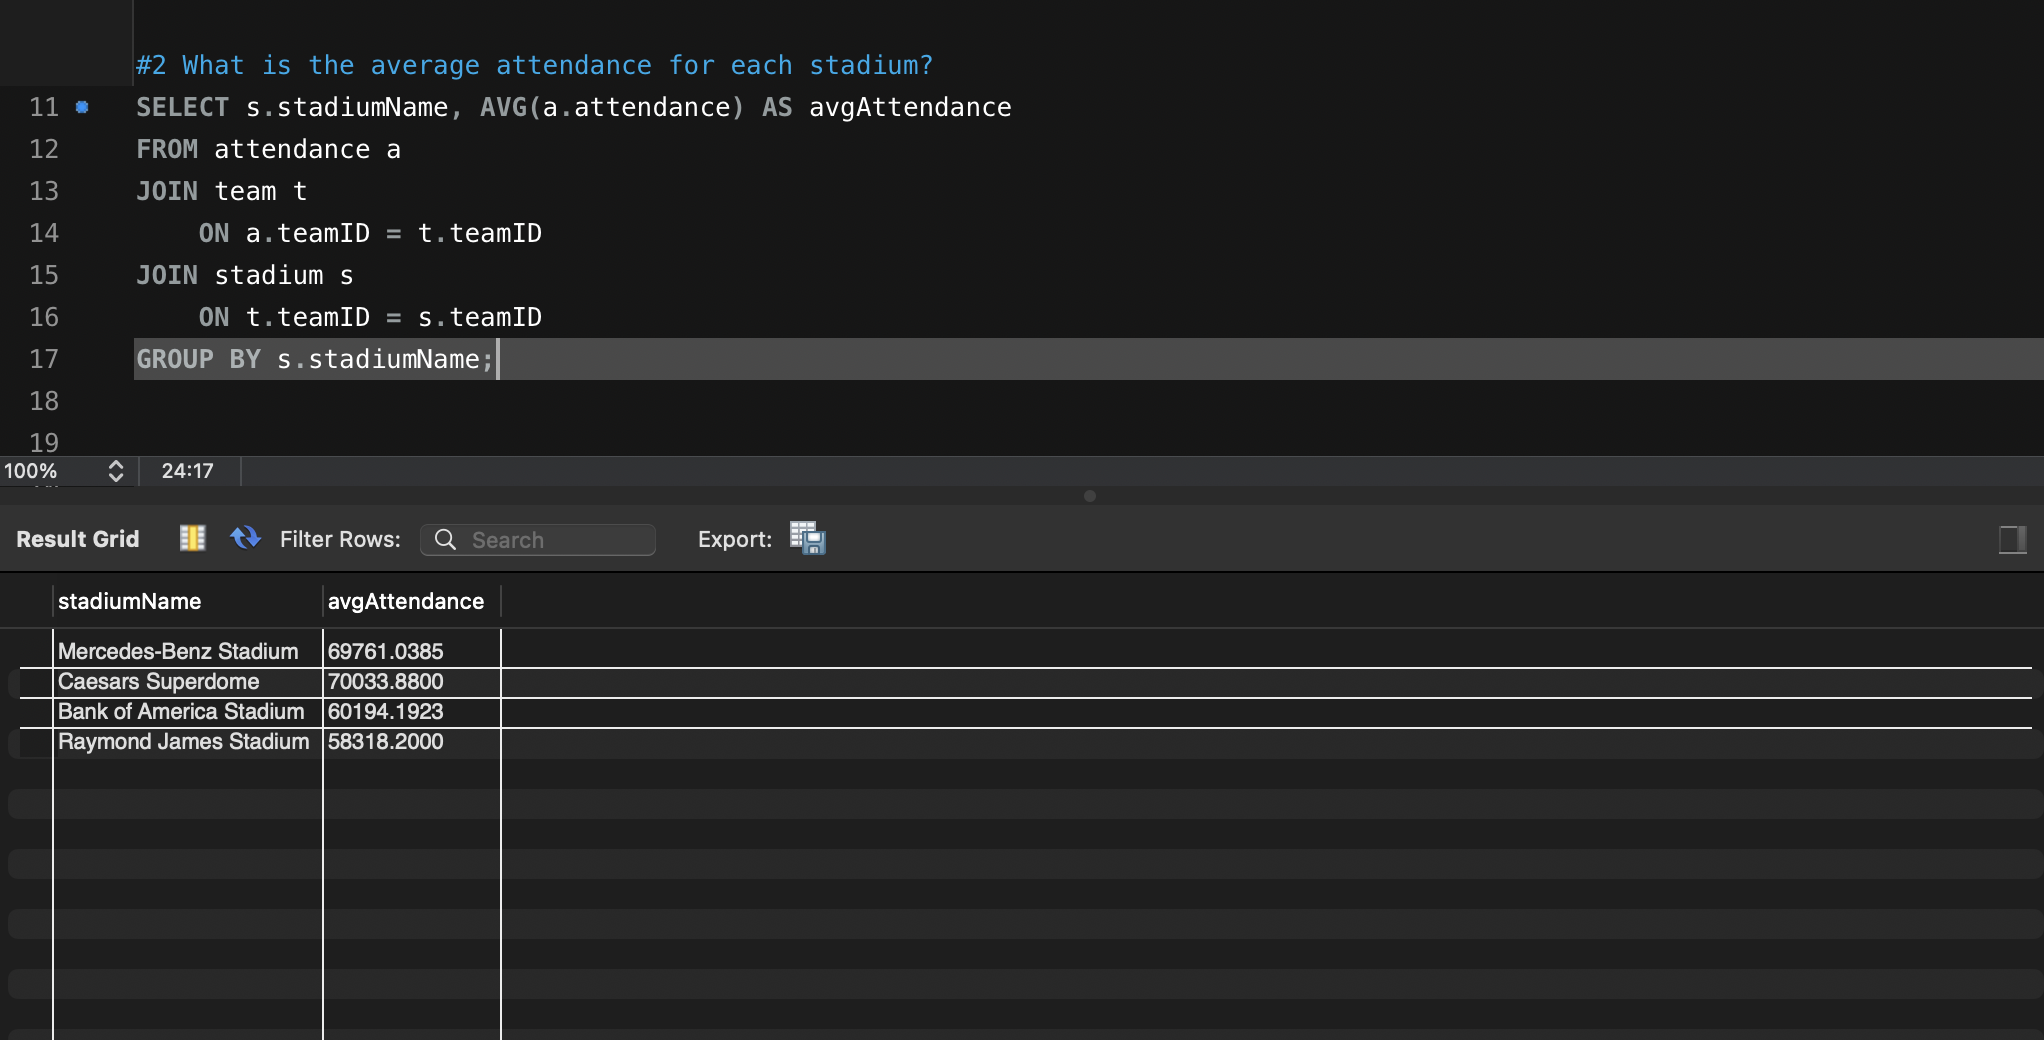 #2 What is the average attendance for each stadium?
11 SELECT s.stadiumName, AVG(a.attendance) AS avgAttendance
12 FROM attendance a
13 JOIN team t
14 ON a.teamID = t.teamID
15 JOIN stadium s
16 ON t.teamID = s.teamID
17 GROUP BY s.stadiumName;
18
19
100% 24:17
Result Grid Filter Rows: Search Export:
stadiumName avgAttendance
Mercedes-Benz Stadium 69761.0385
Caesars Superdome 70033.8800
Bank of America Stadium 60194.1923
Raymond James Stadium 58318.2000